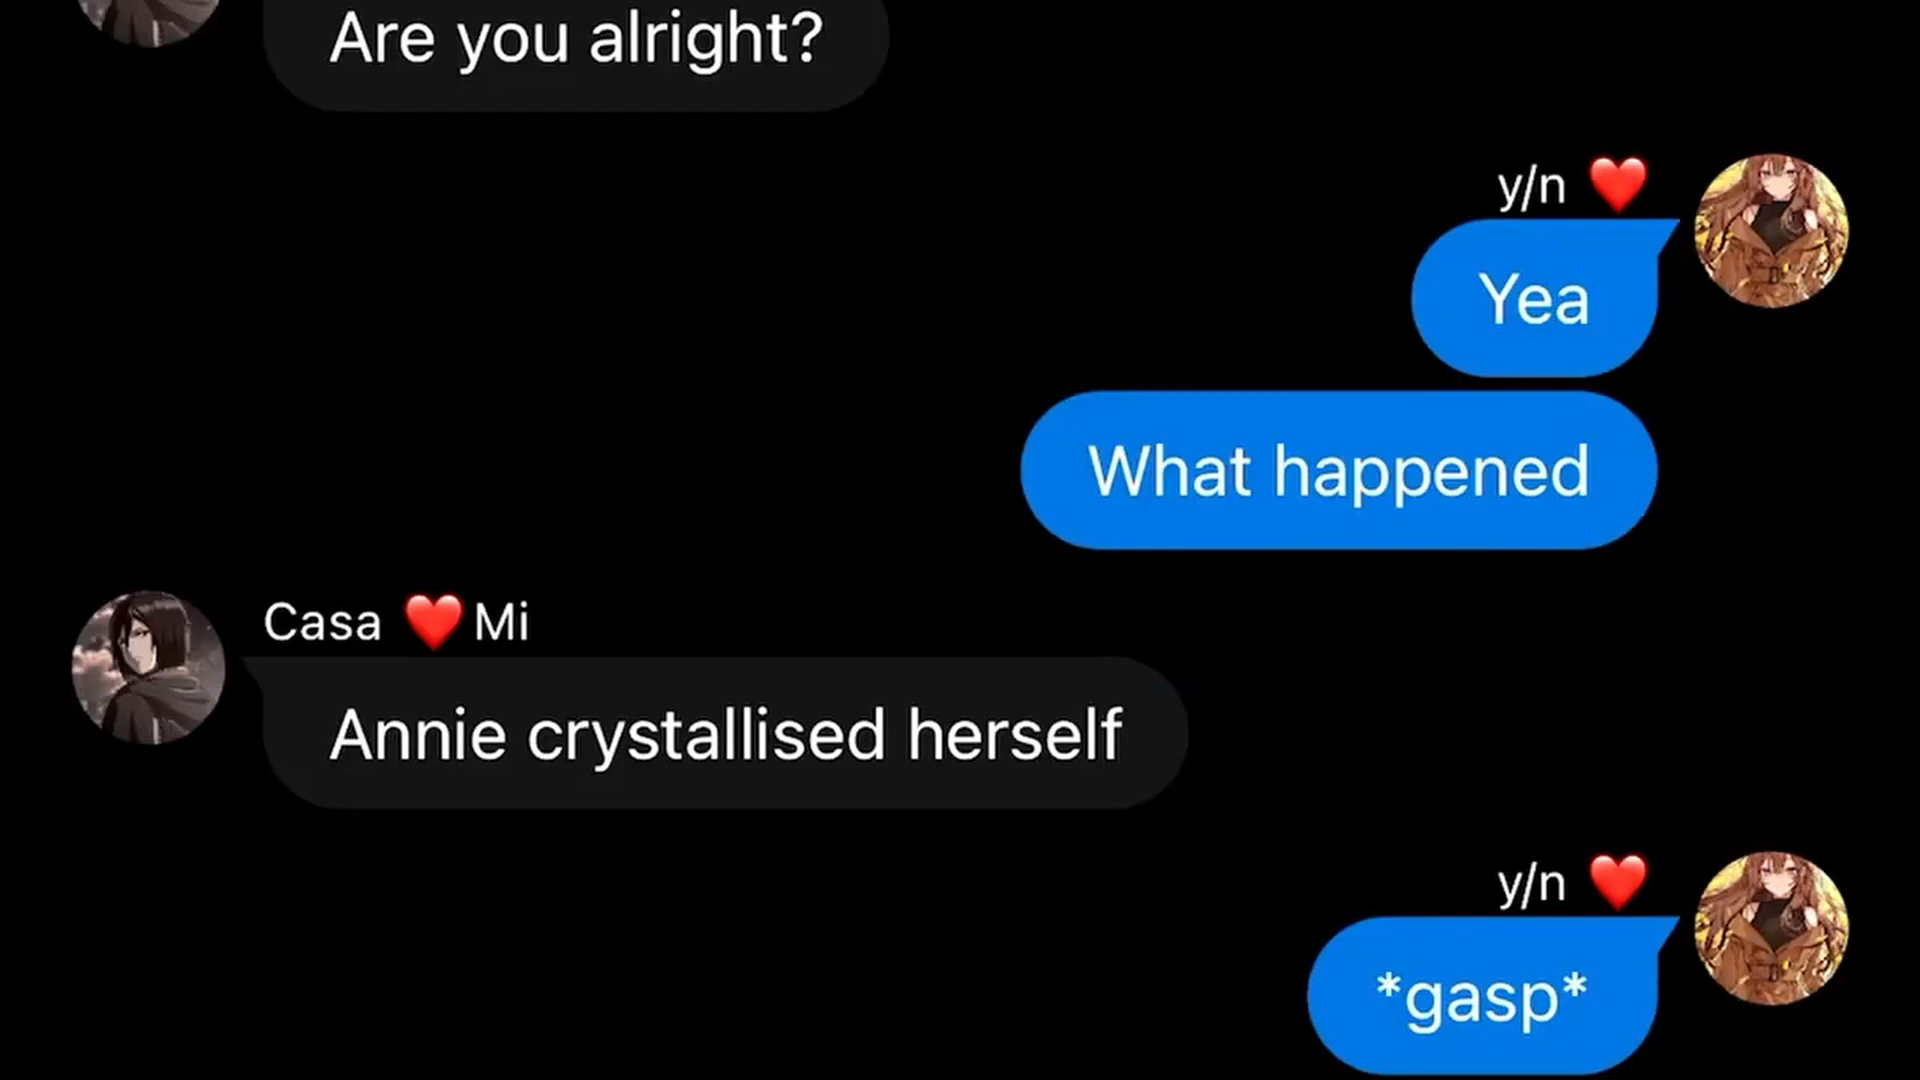 Are you alright?
y/n ❤️
Yea
What happened
Casa ❤️Mi
Annie crystallised herself
y/n ❤️
*gasp*